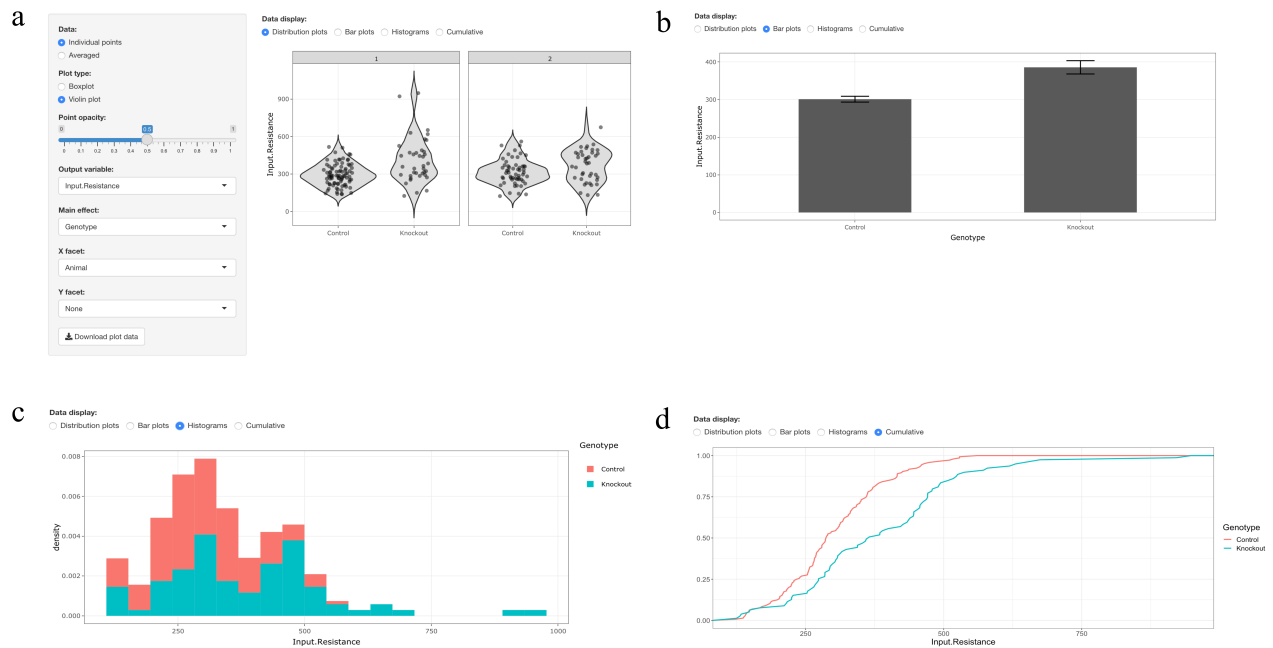 a
Data:
Individual points
Averaged
Plot type:
Boxplot
Violin plot
Point opacity:
0 0.5 1
0 0.1 0.2 0.3 0.4 0.5 0.6 0.7 0.8 0.9 1
Output variable:
Input.Resistance
Main effect:
Genotype
X facet:
Animal
Y facet:
None
Download plot data
Data display:
Distribution plots Bar plots Histograms Cumulative
1 2
900
600
300
0
Input.Resistance
Control Knockout Control Knockout
b
Data display:
Distribution plots Bar plots Histograms Cumulative
400
300
200
100
0
Input.Resistance
Control Knockout
Genotype
c
Data display:
Distribution plots Bar plots Histograms Cumulative
Genotype
Control
Knockout
0.008
0.006
0.004
0.002
0.000
density
250 500 750 1000
Input.Resistance
d
Data display:
Distribution plots Bar plots Histograms Cumulative
1.00
0.75
0.50
0.25
0.00
Genotype
Control
Knockout
250 500 750
Input.Resistance